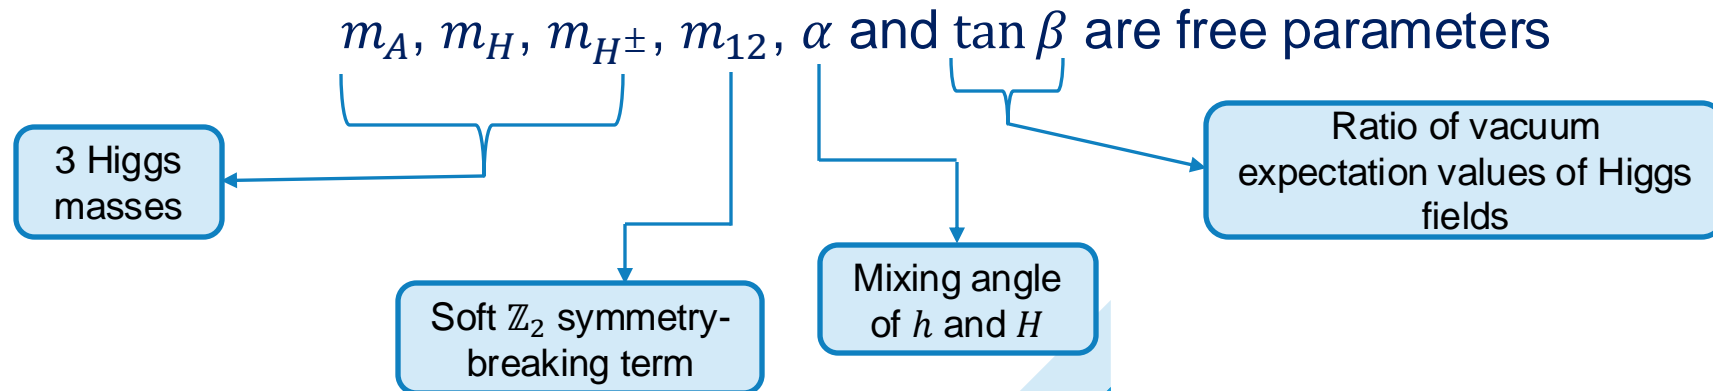 m_A, m_H, m_{H^±}, m_{12}, α and tan β are free parameters
3 Higgs
masses
Ratio of vacuum
expectation values of Higgs
fields
Soft ℤ₂ symmetry-
breaking term
Mixing angle
of h and H